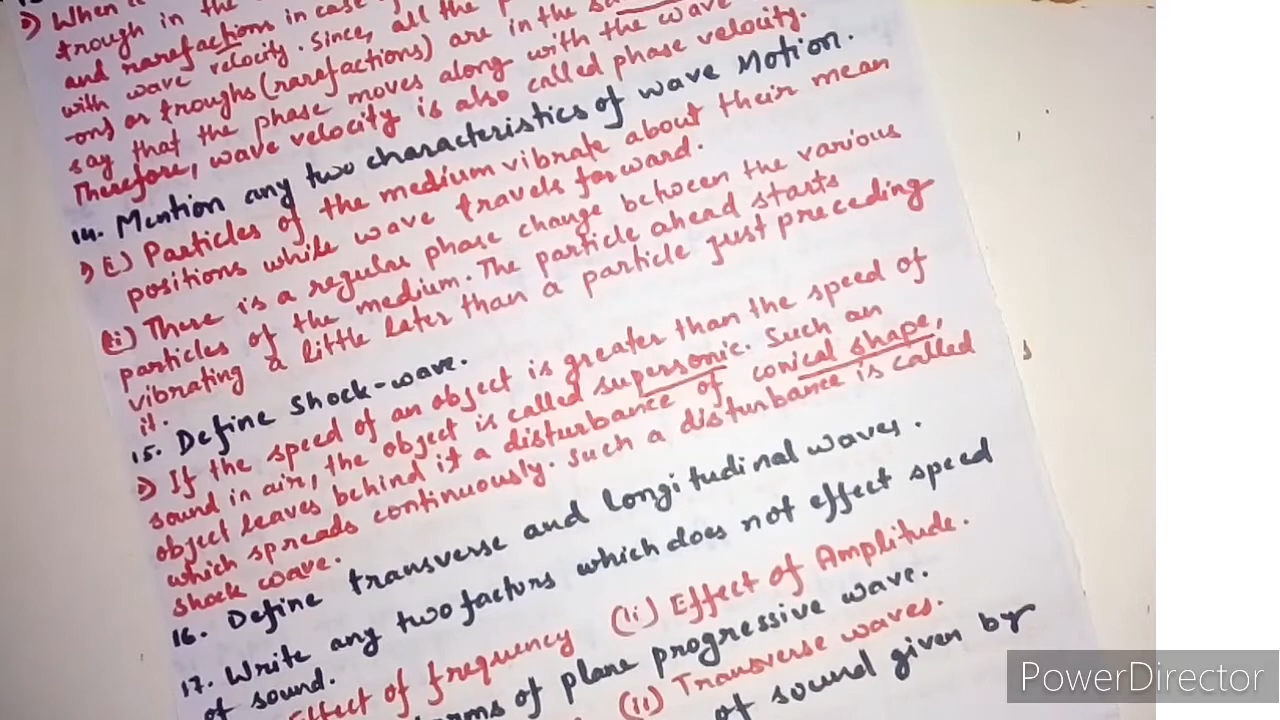 When
trough in the
and rarefactions in case
with wave velocity. Since, all the
-on) or troughs (rarefactions) are in the
say that the phase moves along with the wave
Therefore, wave velocity is also called phase velocity.
14. Mention any two characteristics of wave Motion.
(i) Particles of the medium vibrate about their mean
positions while wave travels forward.
(ii) There is a regular phase change between the various
particles of the medium. The particle ahead starts
vibrating a little later than a particle just preceding
it.
15. Define Shock-wave.
If the speed of an object is greater than the speed of
sound in air, the object is called supersonic. Such an
object leaves behind it a disturbance of conical shape,
which spreads continuously. Such a disturbance is called
shock wave.
16. Define transverse and longitudinal waves.
17. Write any two factors which does not effect speed
of sound.
Effect of frequency (ii) Effect of Amplitude.
of plane progressive wave.
(ii) Transverse waves.
of sound given by
PowerDirector